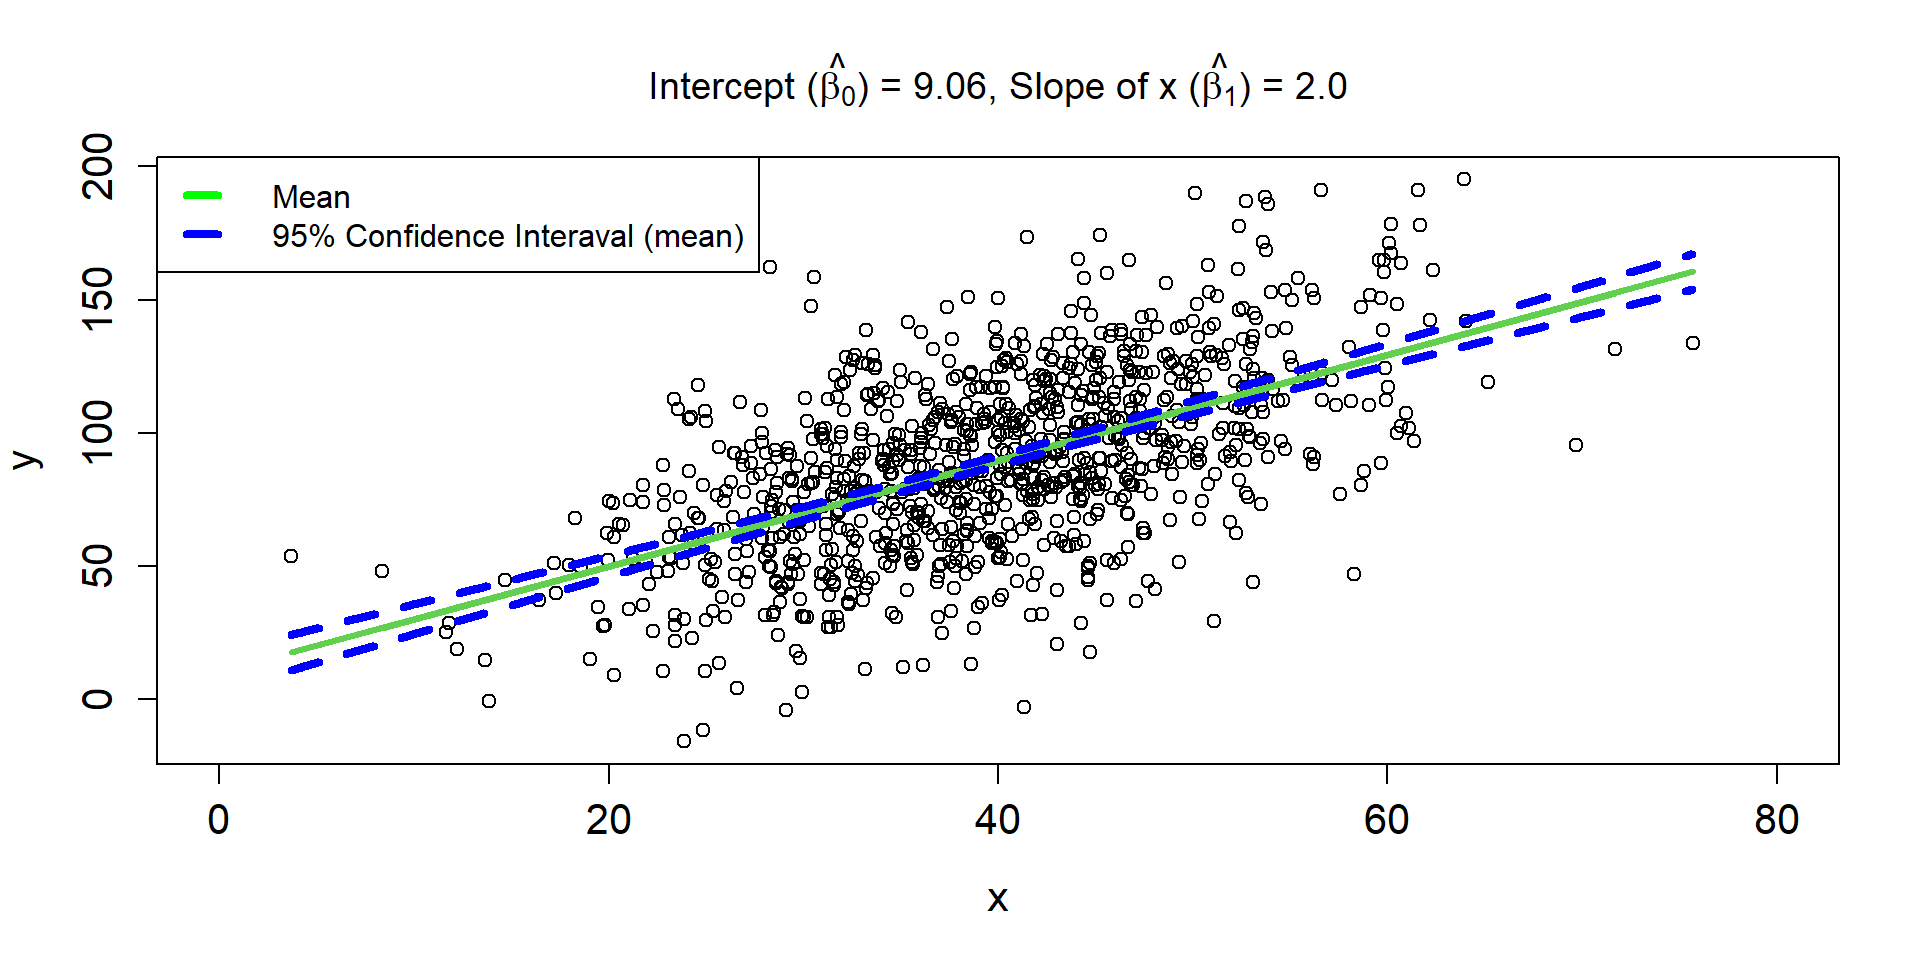 Intercept (β̂₀) = 9.06, Slope of x (β̂₁) = 2.0
Mean
95% Confidence Interaval (mean)
200
150
100
50
0
y
0 20 40 60 80
x